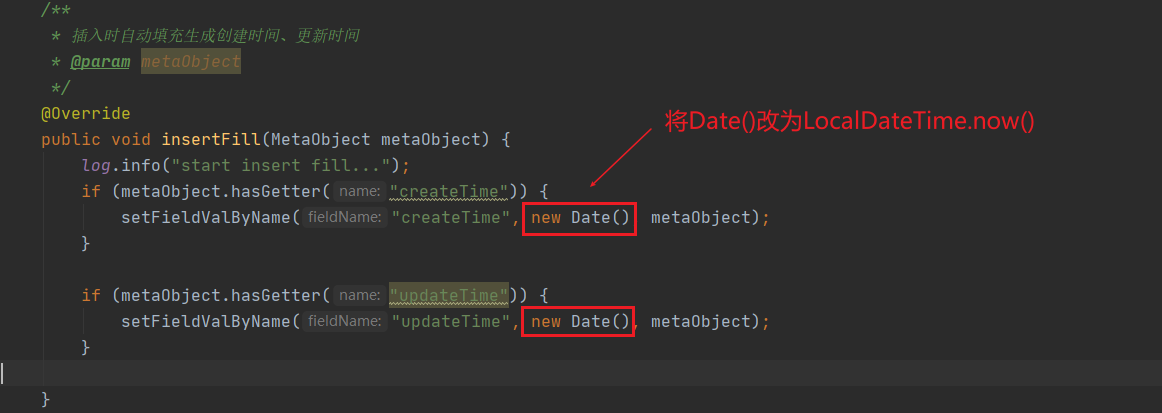 /**
* 插入时自动填充生成创建时间、更新时间
* @param metaObject
*/
@Override
public void insertFill(MetaObject metaObject) {
将Date()改为LocalDateTime.now()
log.info("start insert fill...");
if (metaObject.hasGetter( name: "createTime")) {
setFieldValByName( fieldName: "createTime", new Date() metaObject);
}
if (metaObject.hasGetter( name: "updateTime")) {
setFieldValByName( fieldName: "updateTime", new Date(), metaObject);
}
}